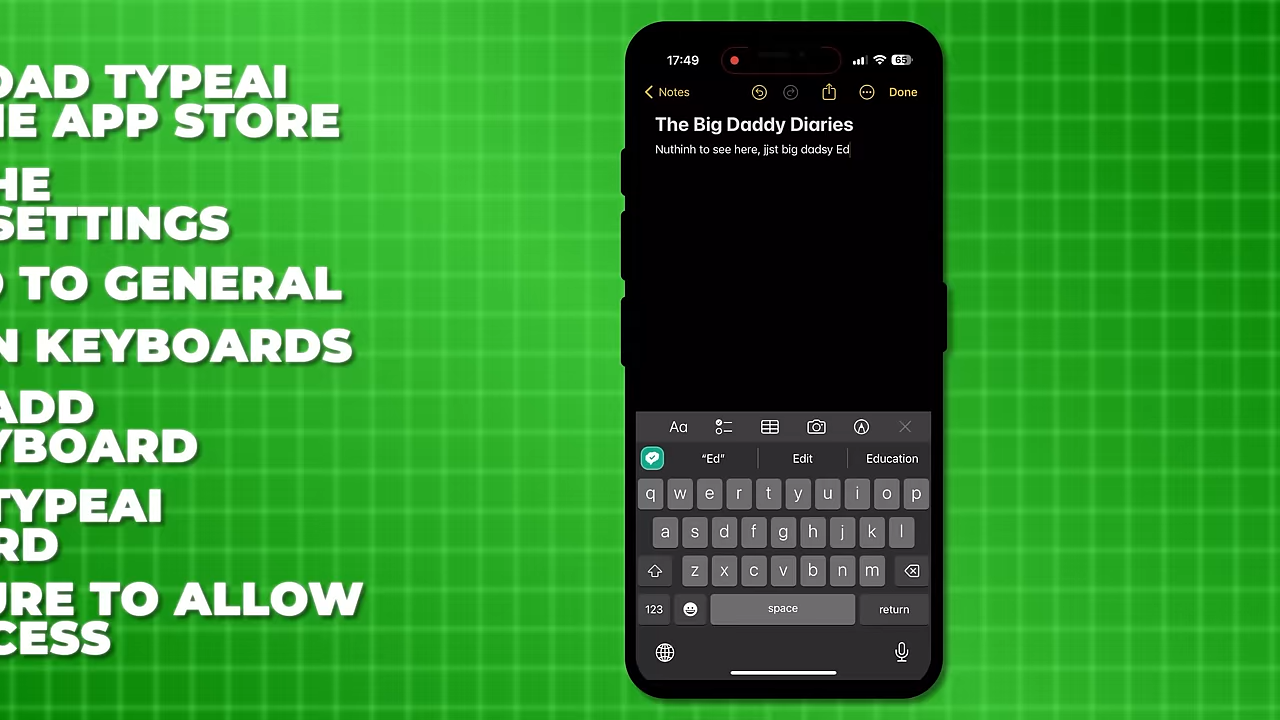 OAD TYPEAI
E APP STORE
HE
SETTINGS
TO GENERAL
N KEYBOARDS
ADD
YBOARD
TYPEAI
RD
URE TO ALLOW
CESS
17:49
65
Notes
Done
The Big Daddy Diaries
Nuthinh to see here, jjst big dadsy Ed
Aa
“Ed” Edit Education
q w e r t y u i o p
a s d f g h j k l
z x c v b n m
123 space return